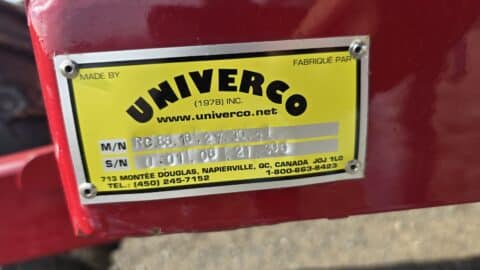 MADE BY FABRIQUÉ PAR
UNIVERCO
(1978) INC.
www.univerco.net
M/N
S/N
713 MONTÉE DOUGLAS, NAPIERVILLE, QC, CANADA J0J 1L0
TEL.: (450) 245-7152 1-800-663-8423